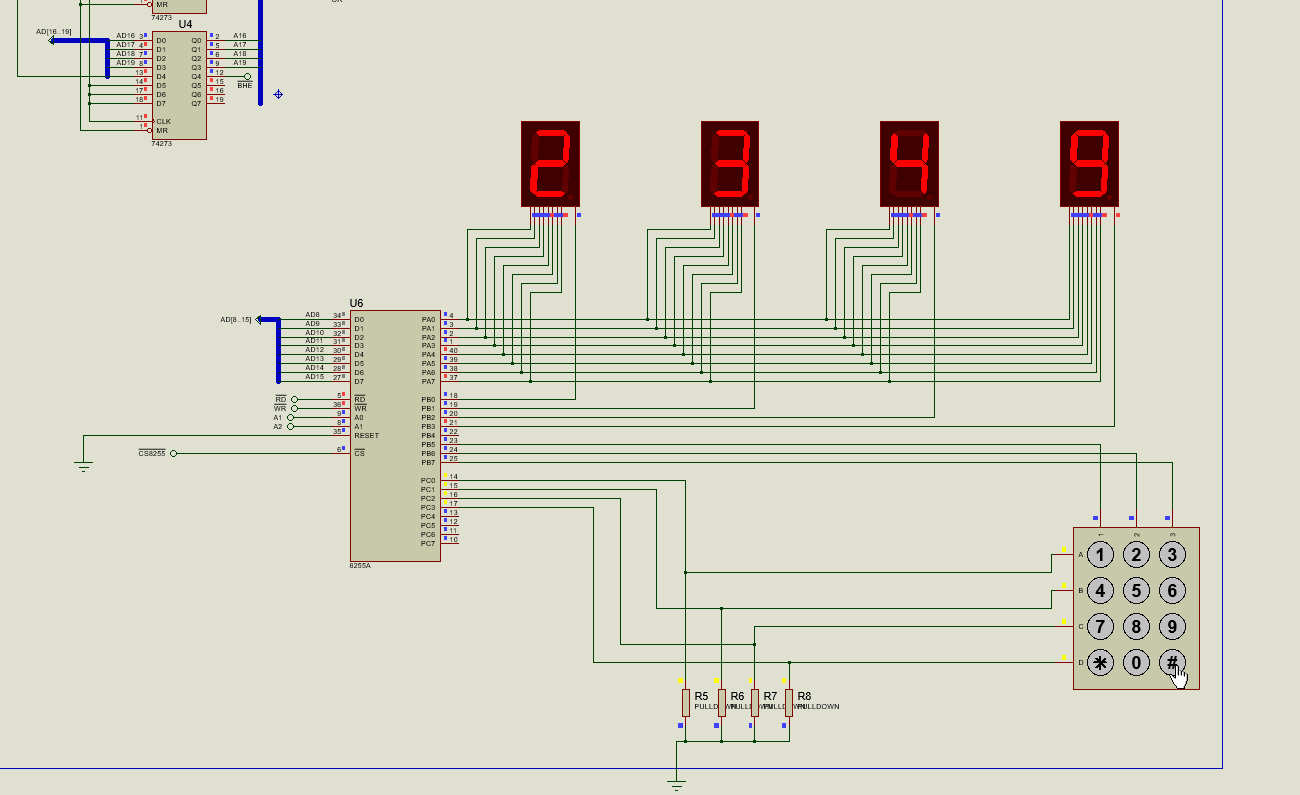 MR
74273
U4
AD[16..19]
AD16 3 D0 Q0 2 A16
AD17 4 D1 Q1 5 A17
AD18 7 D2 Q2 6 A18
AD19 8 D3 Q3 9 A19
13 D4 Q4 12
14 D5 Q5 15 BHE
17 D6 Q6 16
18 D7 Q7 19
11 CLK
1 MR
74273
2 3 4 9
U6
AD[8..15]
AD8 34 D0 PA0 4
AD9 33 D1 PA1 3
AD10 32 D2 PA2 2
AD11 31 D3 PA3 1
AD12 30 D4 PA4 40
AD13 29 D5 PA5 39
AD14 28 D6 PA6 38
AD15 27 D7 PA7 37
RD 5 RD PB0 18
WR 36 WR PB1 19
A1 9 A0 PB2 20
A2 8 A1 PB3 21
35 RESET PB4 22
PB5 23
CS8255 6 CS PB6 24
PB7 25
PC0 14
PC1 15
PC2 16
PC3 17
PC4 13
PC5 12
PC6 11
PC7 10
8255A
1 2 3
A 1 2 3
B 4 5 6
C 7 8 9
D * 0 #
R5 R6 R7 R8
PULLDOWN